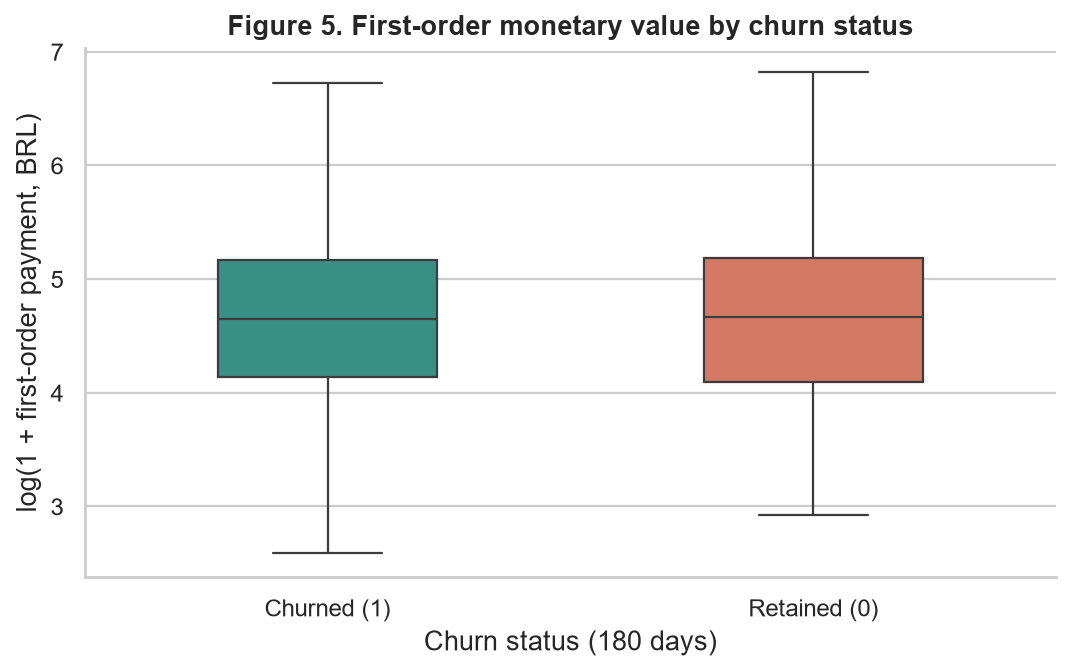 Figure 5. First-order monetary value by churn status
log(1 + first-order payment, BRL)
7
6
5
4
3
Churned (1)
Retained (0)
Churn status (180 days)